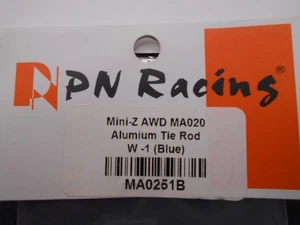 PN Racing®
Mini-Z AWD MA020
Alumium Tie Rod
W -1 (Blue)
MA0251B